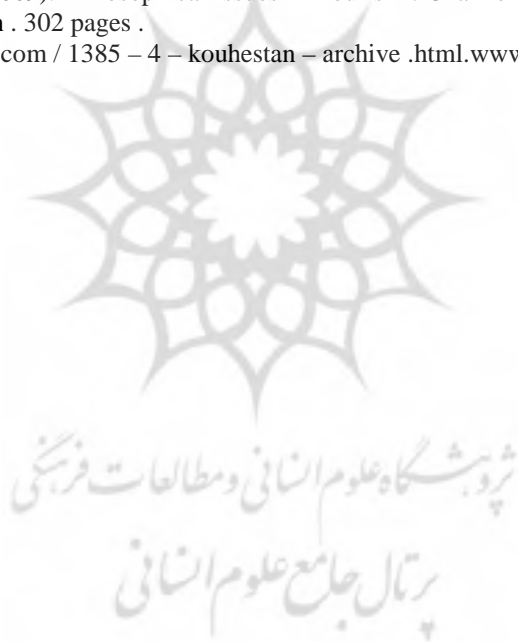 n . 302 pages .
com / 1385 – 4 – kouhestan – archive .html.www
پژوهشگاه علوم انسانی و مطالعات فرهنگی
پرتال جامع علوم انسانی